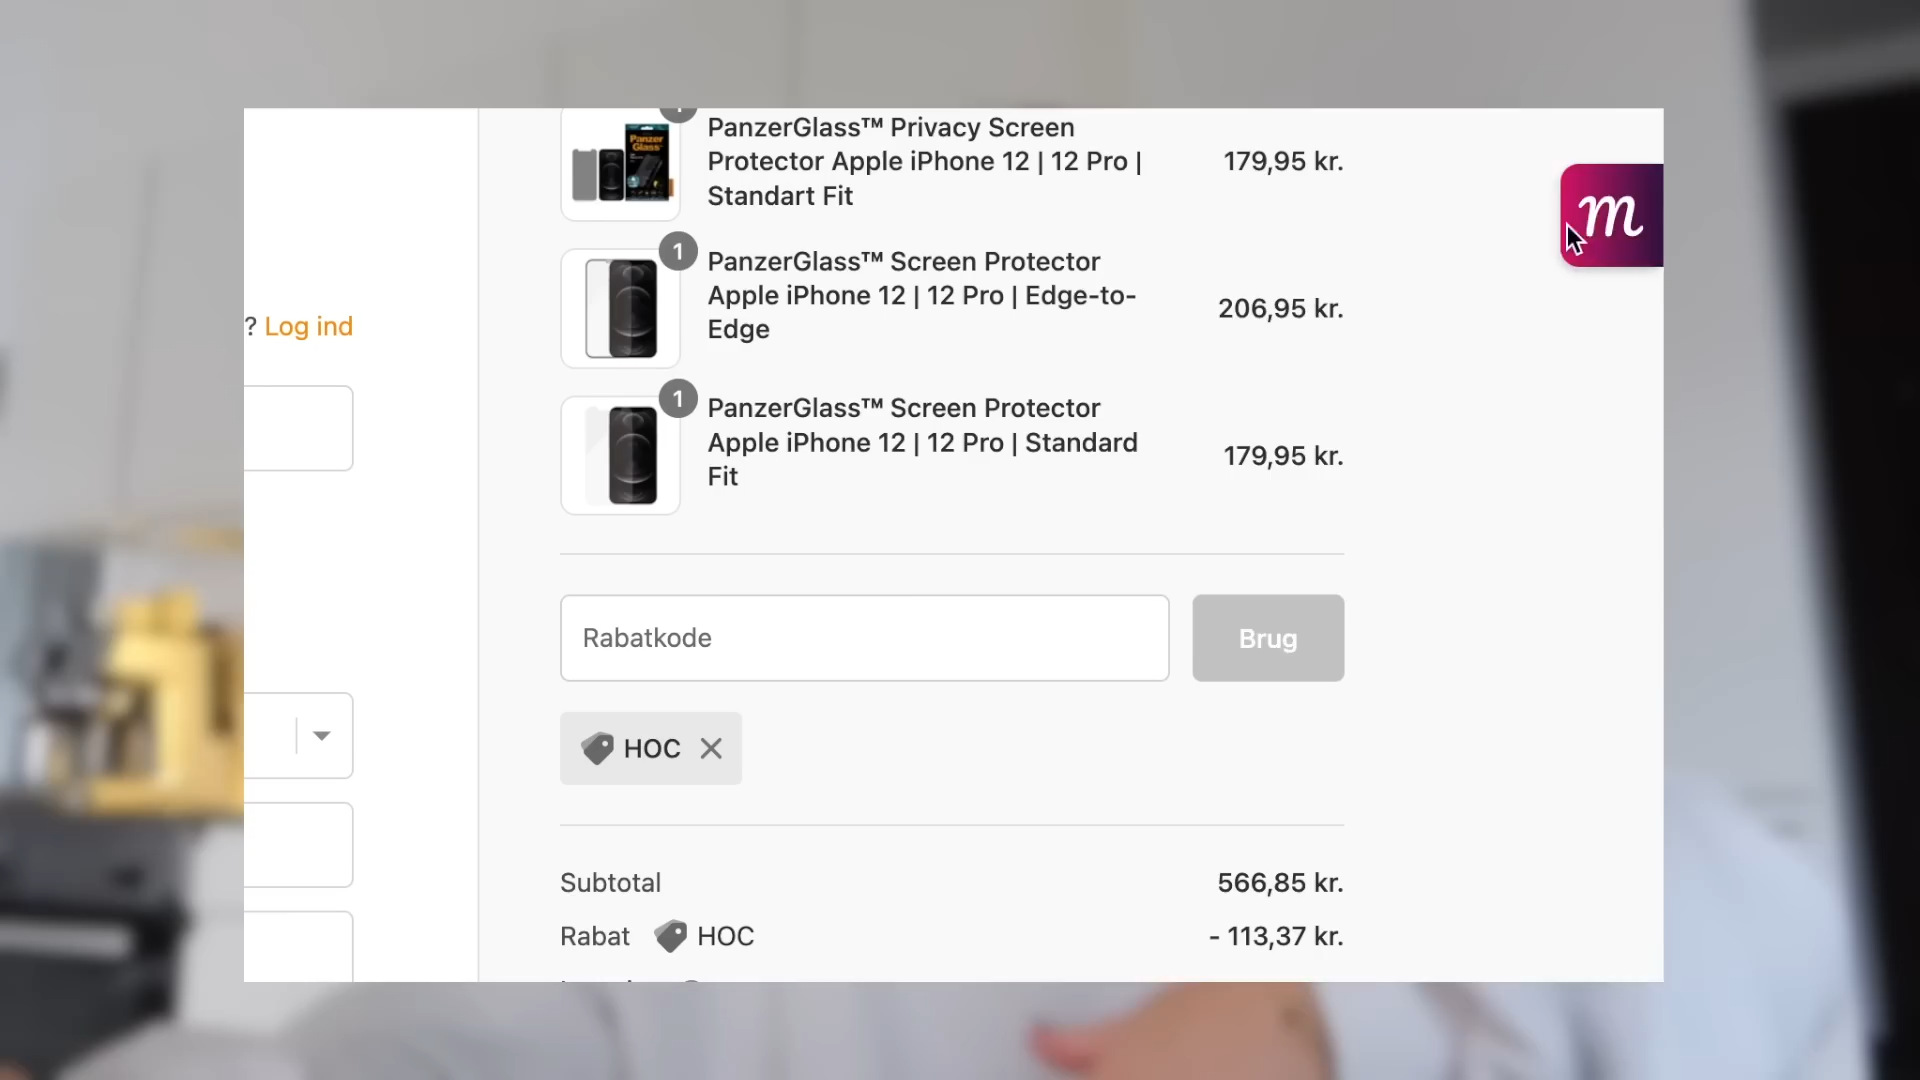 PanzerGlass™ Privacy Screen
Protector Apple iPhone 12 | 12 Pro |
Standart Fit
179,95 kr.
Panzer
Glass
1
PanzerGlass™ Screen Protector
Apple iPhone 12 | 12 Pro | Edge-to-
Edge
206,95 kr.
1
PanzerGlass™ Screen Protector
Apple iPhone 12 | 12 Pro | Standard
Fit
179,95 kr.
m
? Log ind
Rabatkode
Brug
HOC
Subtotal
566,85 kr.
Rabat HOC
- 113,37 kr.